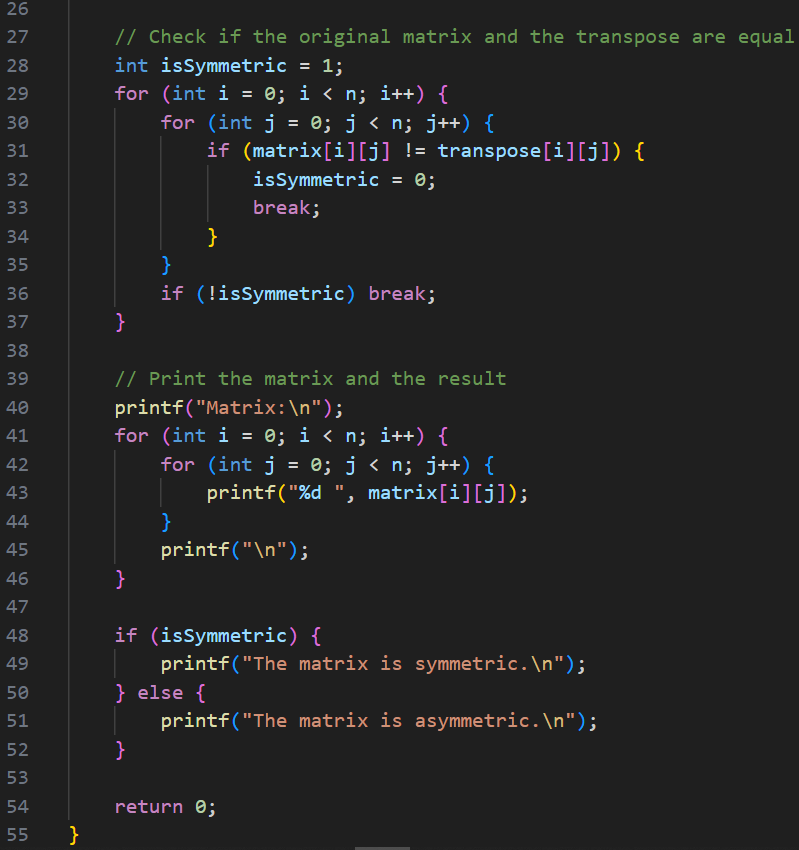 26
27 // Check if the original matrix and the transpose are equal
28 int isSymmetric = 1;
29 for (int i = 0; i < n; i++) {
30 for (int j = 0; j < n; j++) {
31 if (matrix[i][j] != transpose[i][j]) {
32 isSymmetric = 0;
33 break;
34 }
35 }
36 if (!isSymmetric) break;
37 }
38
39 // Print the matrix and the result
40 printf("Matrix:\n");
41 for (int i = 0; i < n; i++) {
42 for (int j = 0; j < n; j++) {
43 printf("%d ", matrix[i][j]);
44 }
45 printf("\n");
46 }
47
48 if (isSymmetric) {
49 printf("The matrix is symmetric.\n");
50 } else {
51 printf("The matrix is asymmetric.\n");
52 }
53
54 return 0;
55 }